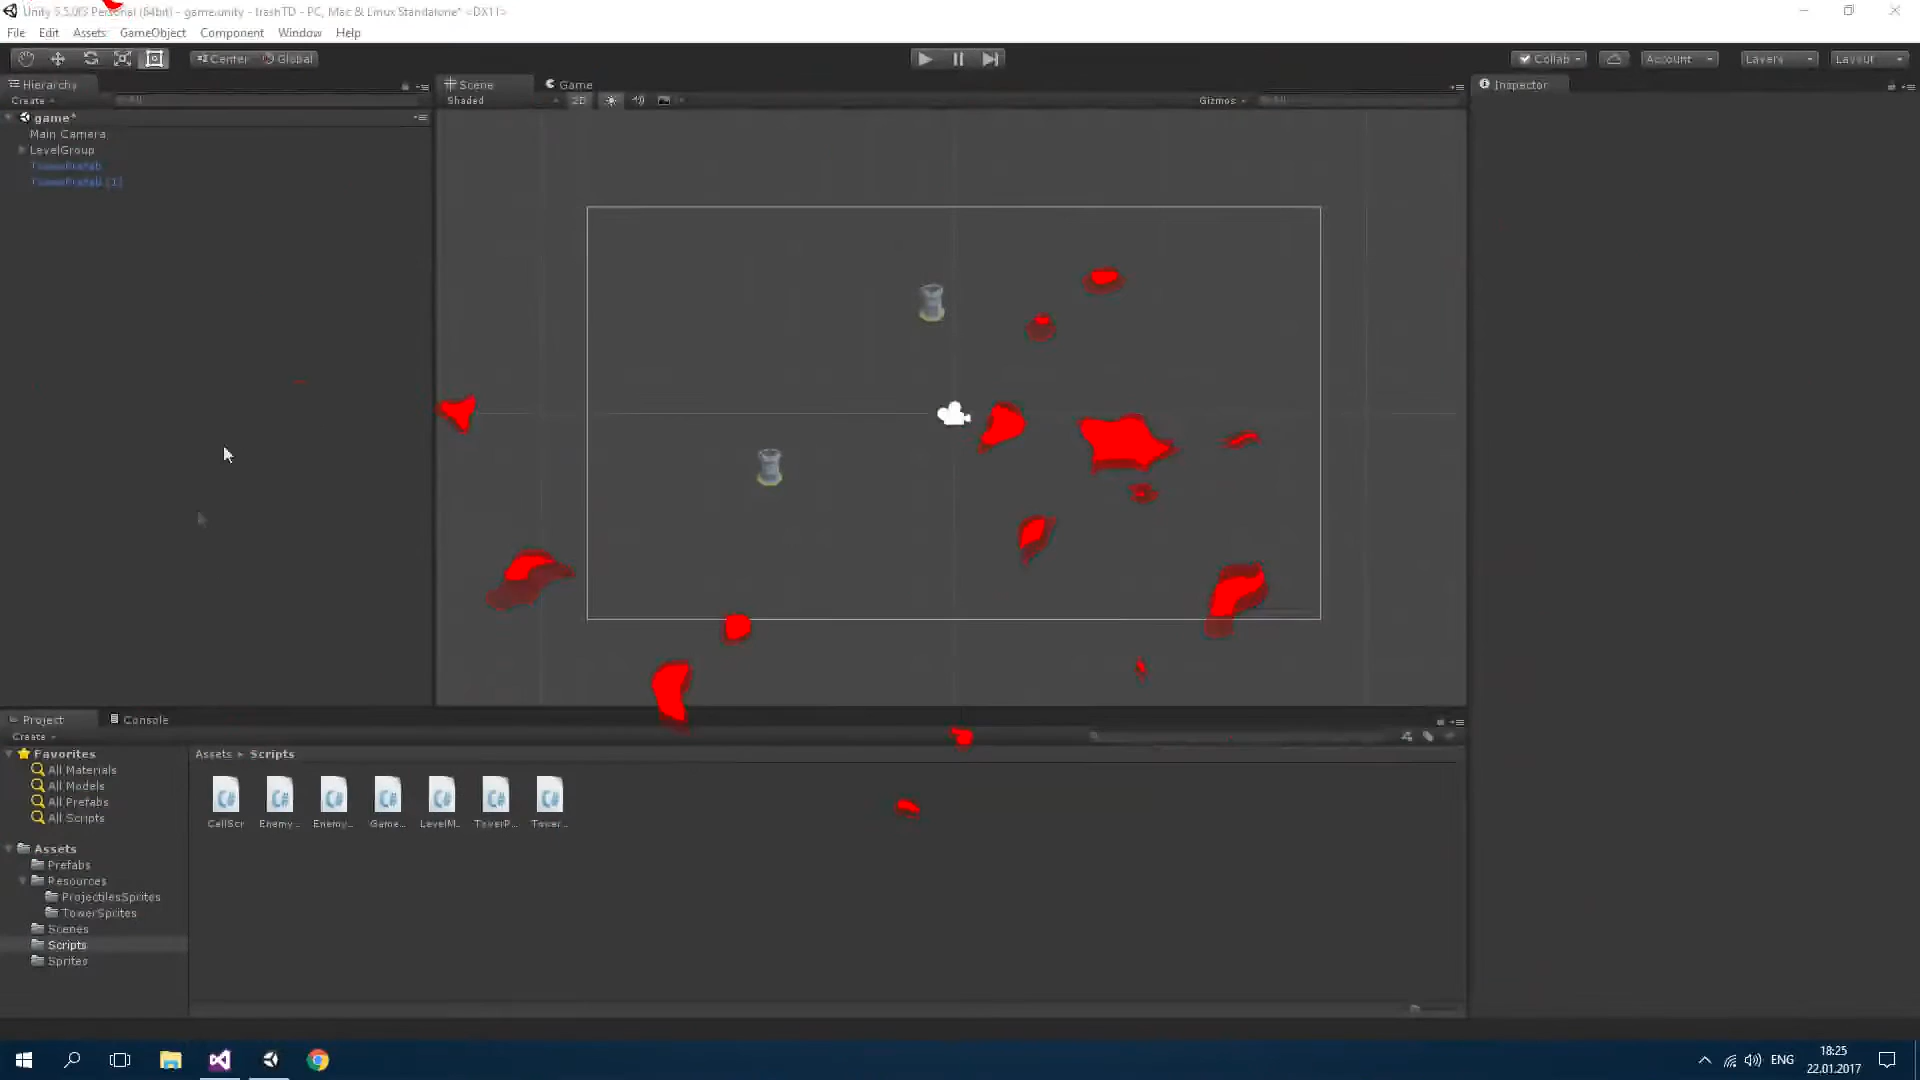 Unity 5.5.0f3 Personal (64bit) - game.unity - trashTD - PC, Mac & Linux Standalone* <DX11>
File Edit Assets GameObject Component Window Help
Center Global
Collab Account Layers Layout
Hierarchy
Create All
game*
Main Camera
LevelGroup
TowerPrefab
TowerPrefab (1)
Scene Game
Shaded 2D Gizmos All
Inspector
Project Console
Create
Favorites
All Materials
All Models
All Prefabs
All Scripts
Assets
Prefabs
Resources
ProjectilesSprites
TowerSprites
Scenes
Scripts
Sprites
Assets Scripts
C# C# C# C# C# C# C#
CellScr Enemy... Enemy... Game... LevelM... TowerP... Tower...
ENG
18:25
22.01.2017